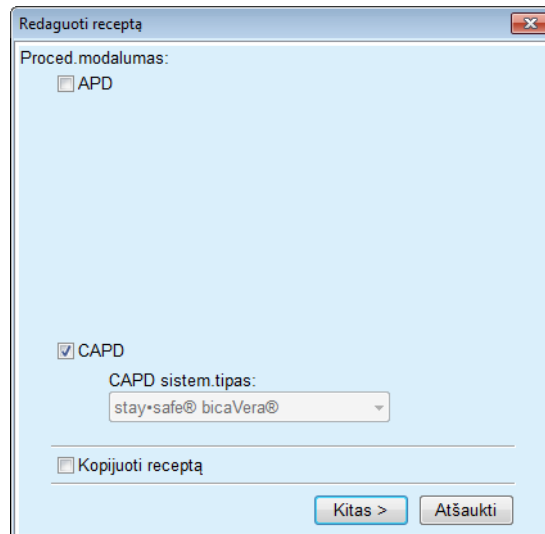 Redaguoti receptą
Proced.modalumas:
APD
CAPD
CAPD sistem.tipas:
stay•safe® bicaVera®
Kopijuoti receptą
Kitas > Atšaukti